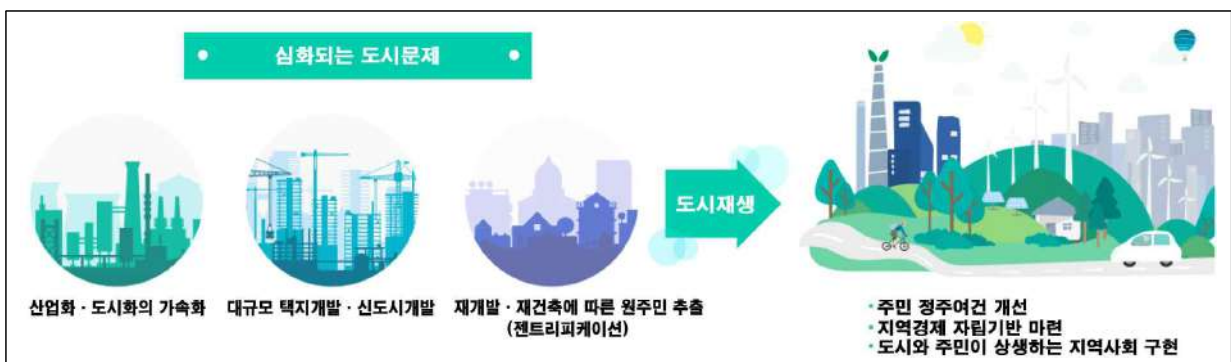 심화되는 도시문제
산업화 · 도시화의 가속화
대규모 택지개발 · 신도시개발
재개발 · 재건축에 따른 원주민 추출
(젠트리피케이션)
도시재생
· 주민 정주여건 개선
· 지역경제 자립기반 마련
· 도시와 주민이 상생하는 지역사회 구현